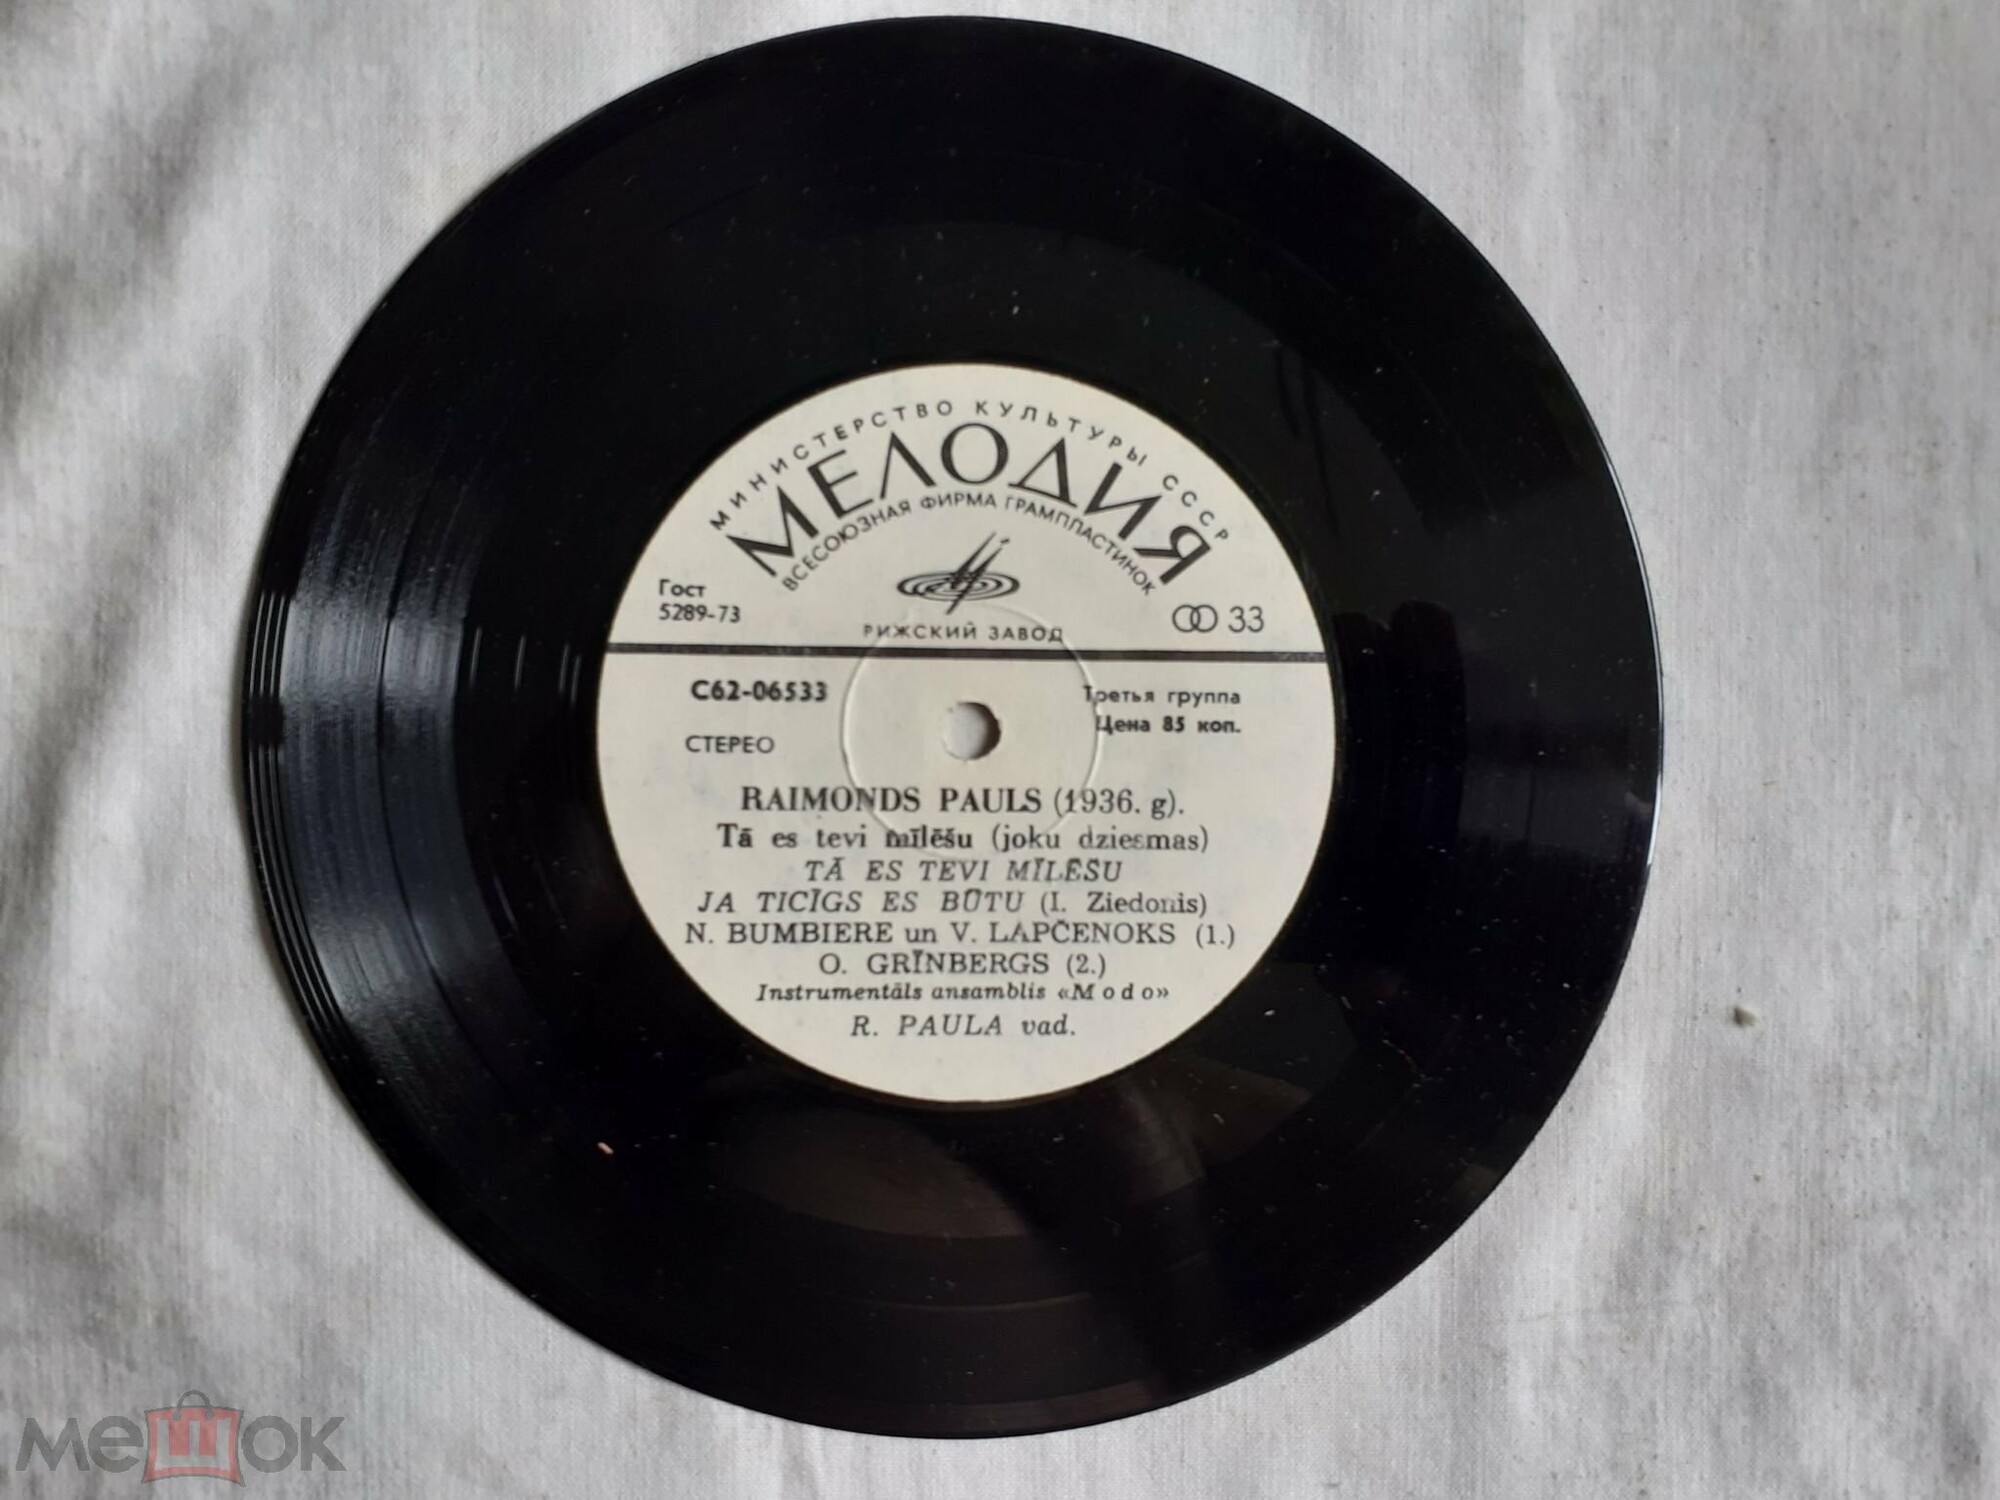 МИНИСТЕРСТВО КУЛЬТУРЫ СССР
МЕЛОДИЯ
ВСЕСОЮЗНАЯ ФИРМА ГРАМПЛАСТИНОК
Гост
5289-73
33
РИЖСКИЙ ЗАВОД
С62-06533
Третья группа
Цена 85 коп.
СТЕРЕО
RAIMONDS PAULS (1936. g).
Tā es tevi mīlēšu (joku dziesmas)
TĀ ES TEVI MĪLĒŠU
JA TICĪGS ES BŪTU (I. Ziedonis)
N. BUMBIERE un V. LAPČENOKS (1.)
O. GRĪNBERGS (2.)
Instrumentāls ansamblis «Modo»
R. PAULA vad.
мешок